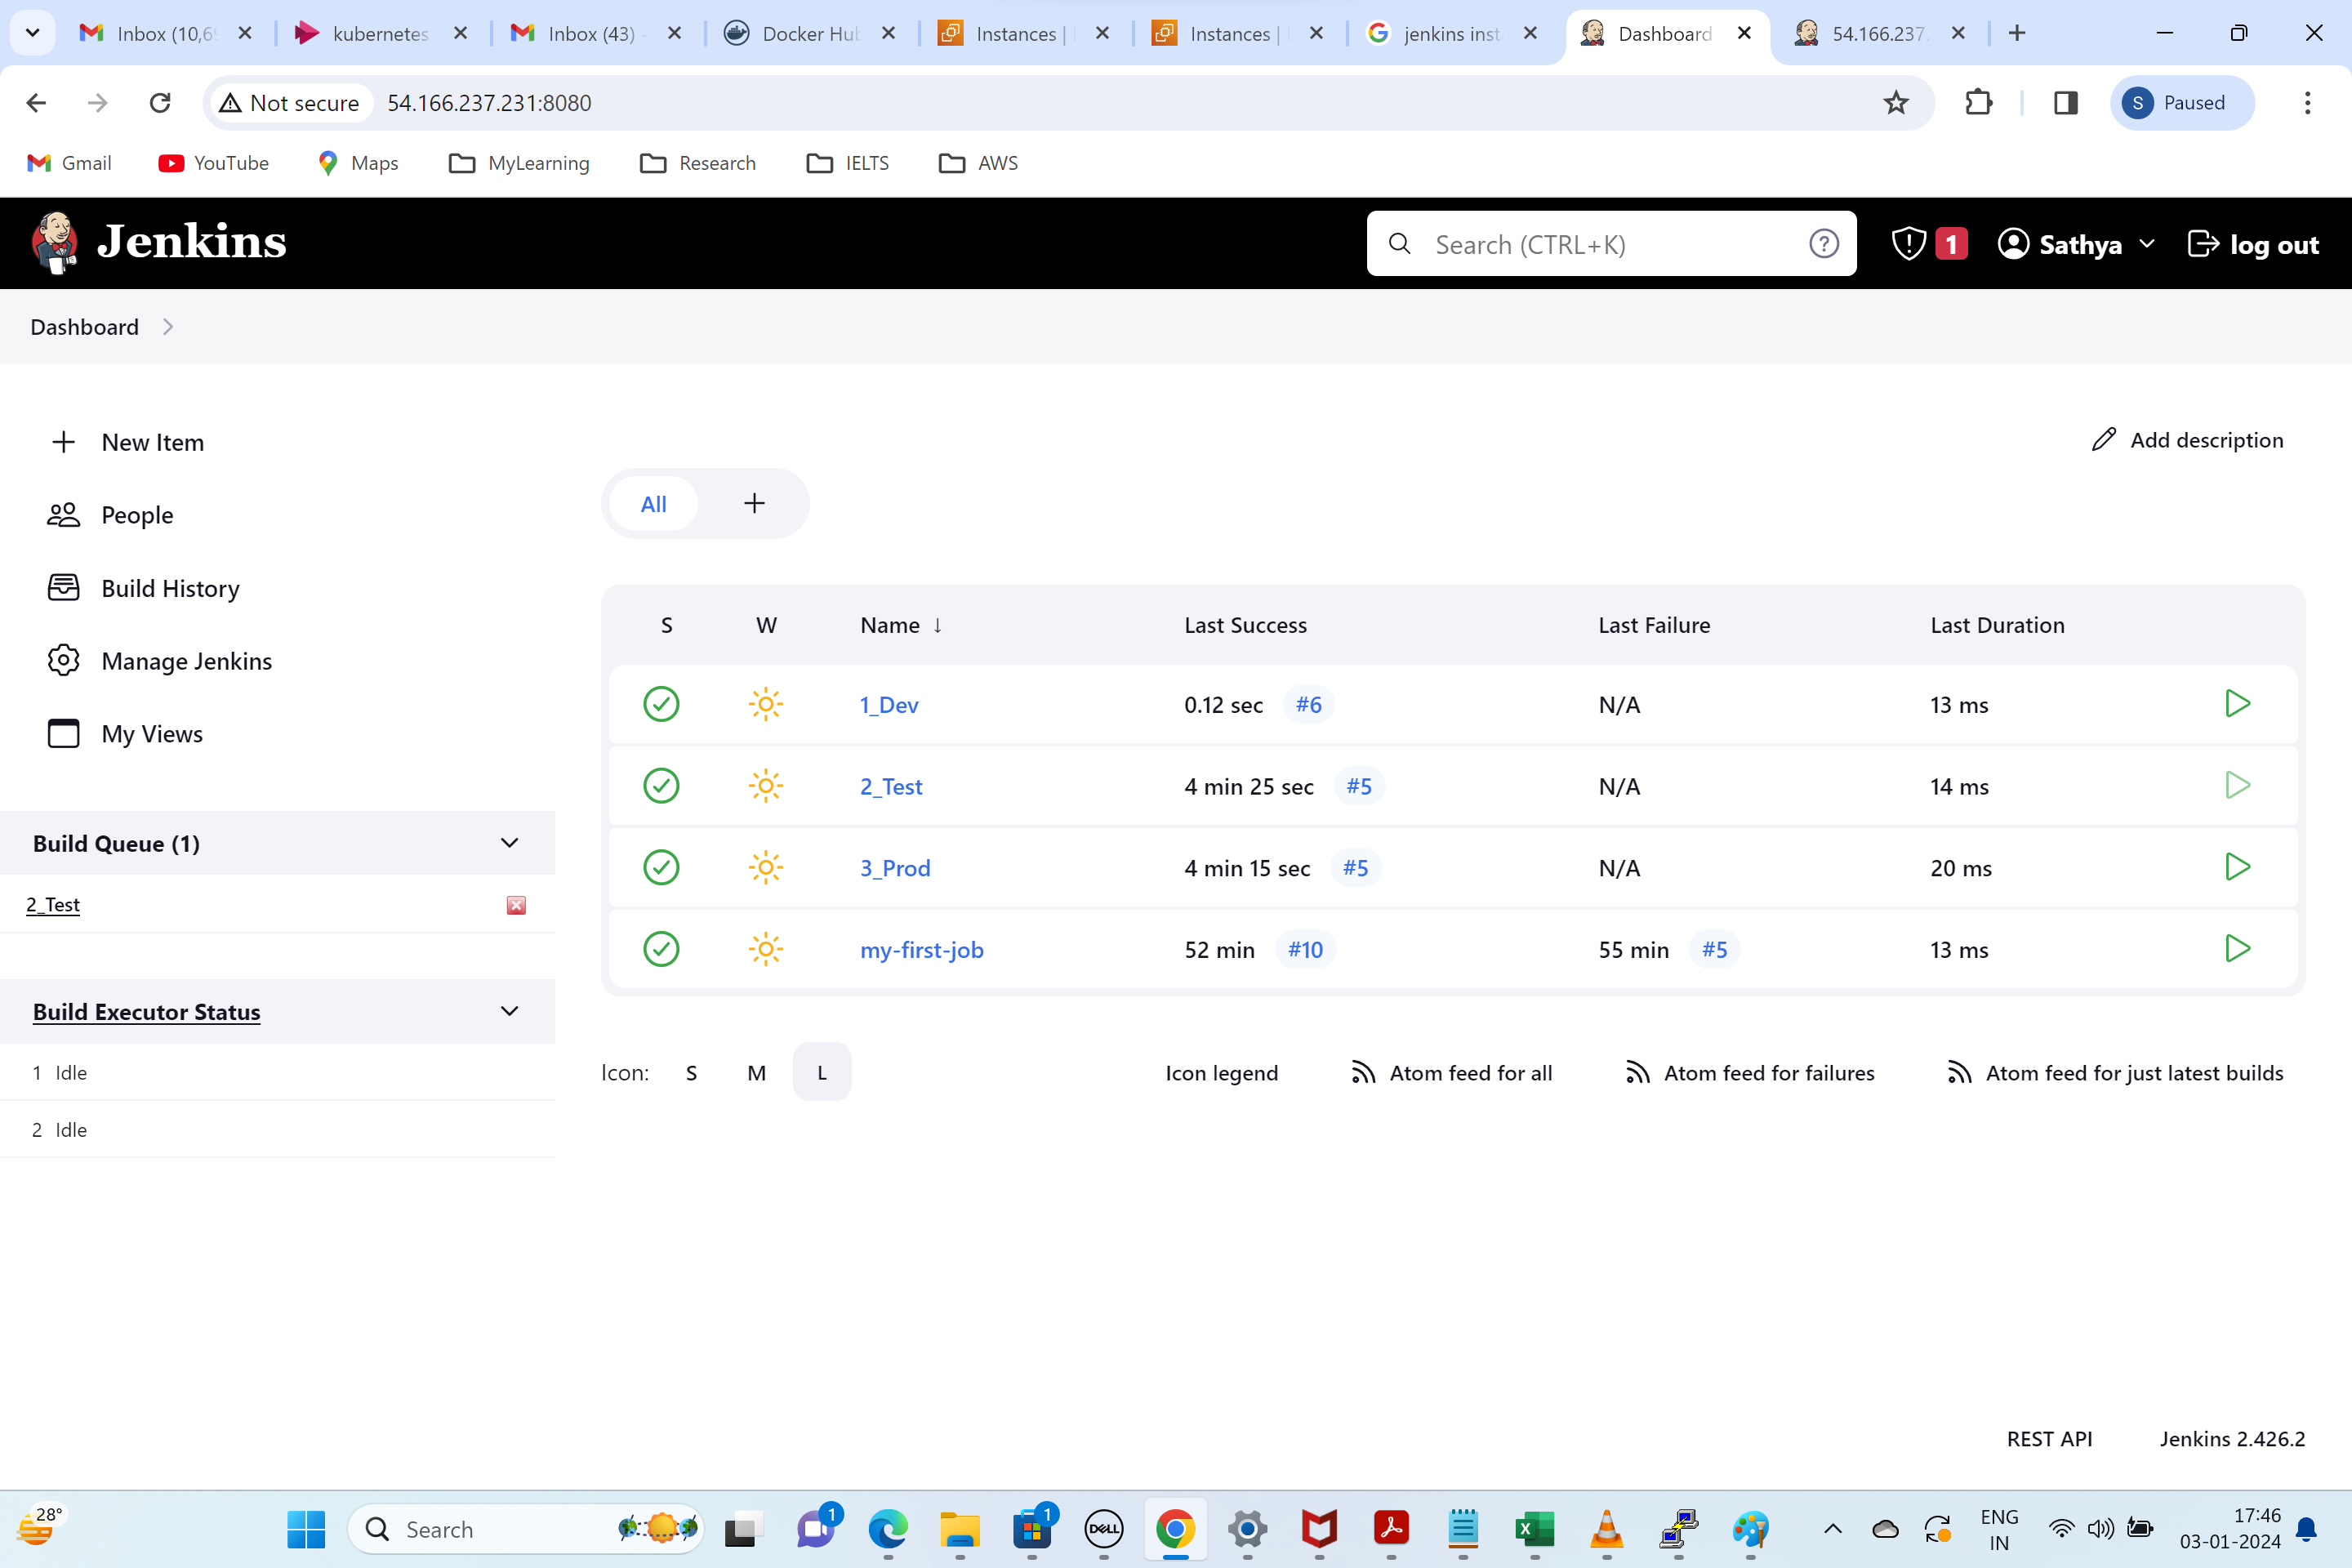 Inbox (10,69
kubernetes
Inbox (43) -
Docker Hub
Instances |
Instances |
jenkins inst
Dashboard
54.166.237.
Not secure
54.166.237.231:8080
S
Paused
Gmail
YouTube
Maps
MyLearning
Research
IELTS
AWS
Jenkins
Search (CTRL+K)
?
1
Sathya
log out
Dashboard
New Item
People
Build History
Manage Jenkins
My Views
Build Queue (1)
2_Test
Build Executor Status
1 Idle
2 Idle
Add description
All
+
S W Name ↓ Last Success Last Failure Last Duration
1_Dev 0.12 sec #6 N/A 13 ms
2_Test 4 min 25 sec #5 N/A 14 ms
3_Prod 4 min 15 sec #5 N/A 20 ms
my-first-job 52 min #10 55 min #5 13 ms
Icon: S M L
Icon legend
Atom feed for all
Atom feed for failures
Atom feed for just latest builds
REST API
Jenkins 2.426.2
28°
Search
1
1
DELL
X
ENG
IN
17:46
03-01-2024